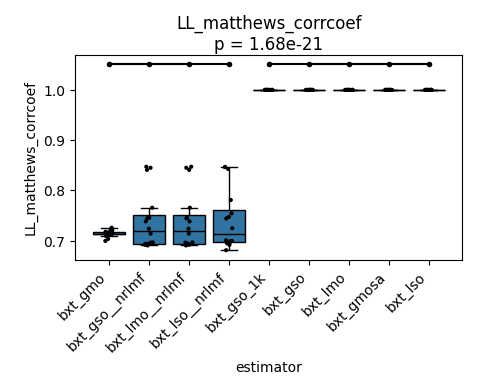 LL_matthews_corrcoef
p = 1.68e-21
LL_matthews_corrcoef
1.0
0.9
0.8
0.7
bxt_gmo
bxt_gso__nrlmf
bxt_lmo__nrlmf
bxt_lso__nrlmf
bxt_gso_1k
bxt_gso
bxt_lmo
bxt_gmosa
bxt_lso
estimator